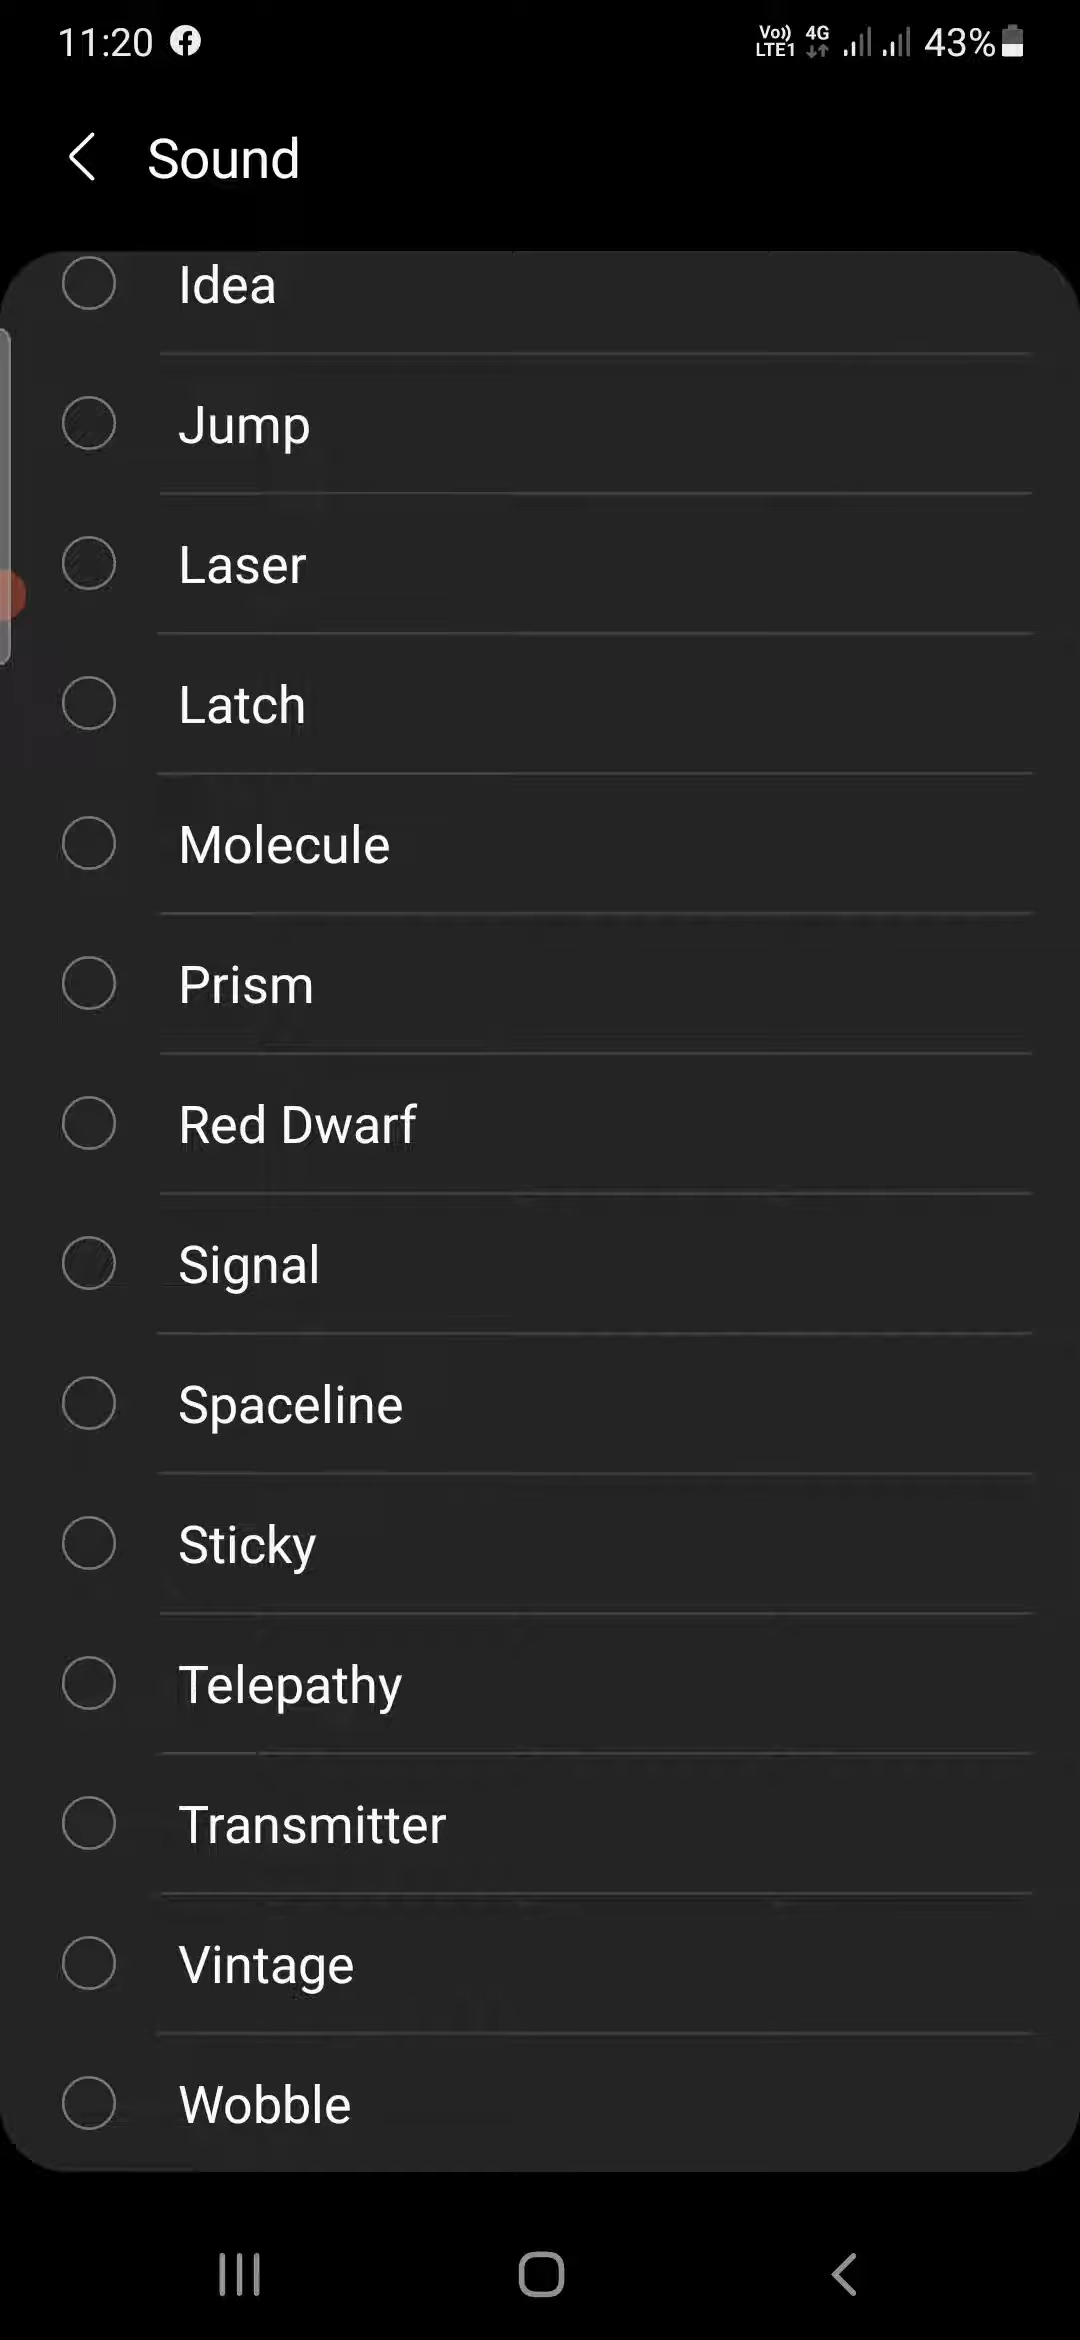 11:20 Vo)) LTE1 4G 43%
Sound
Idea
Jump
Laser
Latch
Molecule
Prism
Red Dwarf
Signal
Spaceline
Sticky
Telepathy
Transmitter
Vintage
Wobble